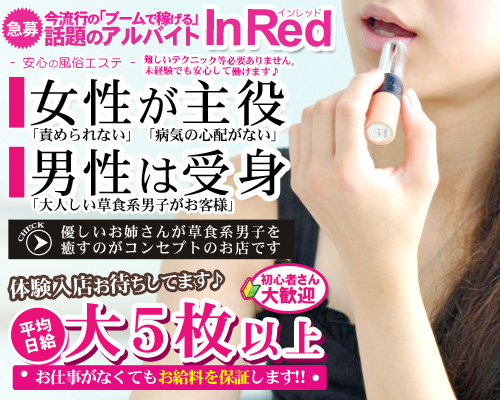 急募
今流行の「ブームで稼げる」
話題のアルバイト
インレッド
InRed
- 安心の風俗エステ -
難しいテクニック等必要ありません。
未経験でも安心して働けます♪
女性が主役
「責められない」「病気の心配がない」
男性は受身
「大人しい草食系男子がお客様」
CHECK
優しいお姉さんが草食系男子を
癒すのがコンセプトのお店です
体験入店お待ちしてます♪
初心者さん
大歓迎
平均
日給
大5枚以上
・お仕事がなくてもお給料を保証します!!・